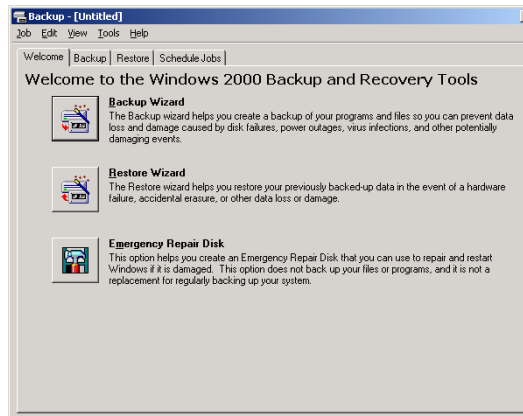 Backup - [Untitled]
Job Edit View Tools Help
Welcome Backup Restore Schedule Jobs
Welcome to the Windows 2000 Backup and Recovery Tools
Backup Wizard
The Backup wizard helps you create a backup of your programs and files so you can prevent data
loss and damage caused by disk failures, power outages, virus infections, and other potentially
damaging events.
Restore Wizard
The Restore wizard helps you restore your previously backed-up data in the event of a hardware
failure, accidental erasure, or other data loss or damage.
Emergency Repair Disk
This option helps you create an Emergency Repair Disk that you can use to repair and restart
Windows if it is damaged. This option does not back up your files or programs, and it is not a
replacement for regularly backing up your system.